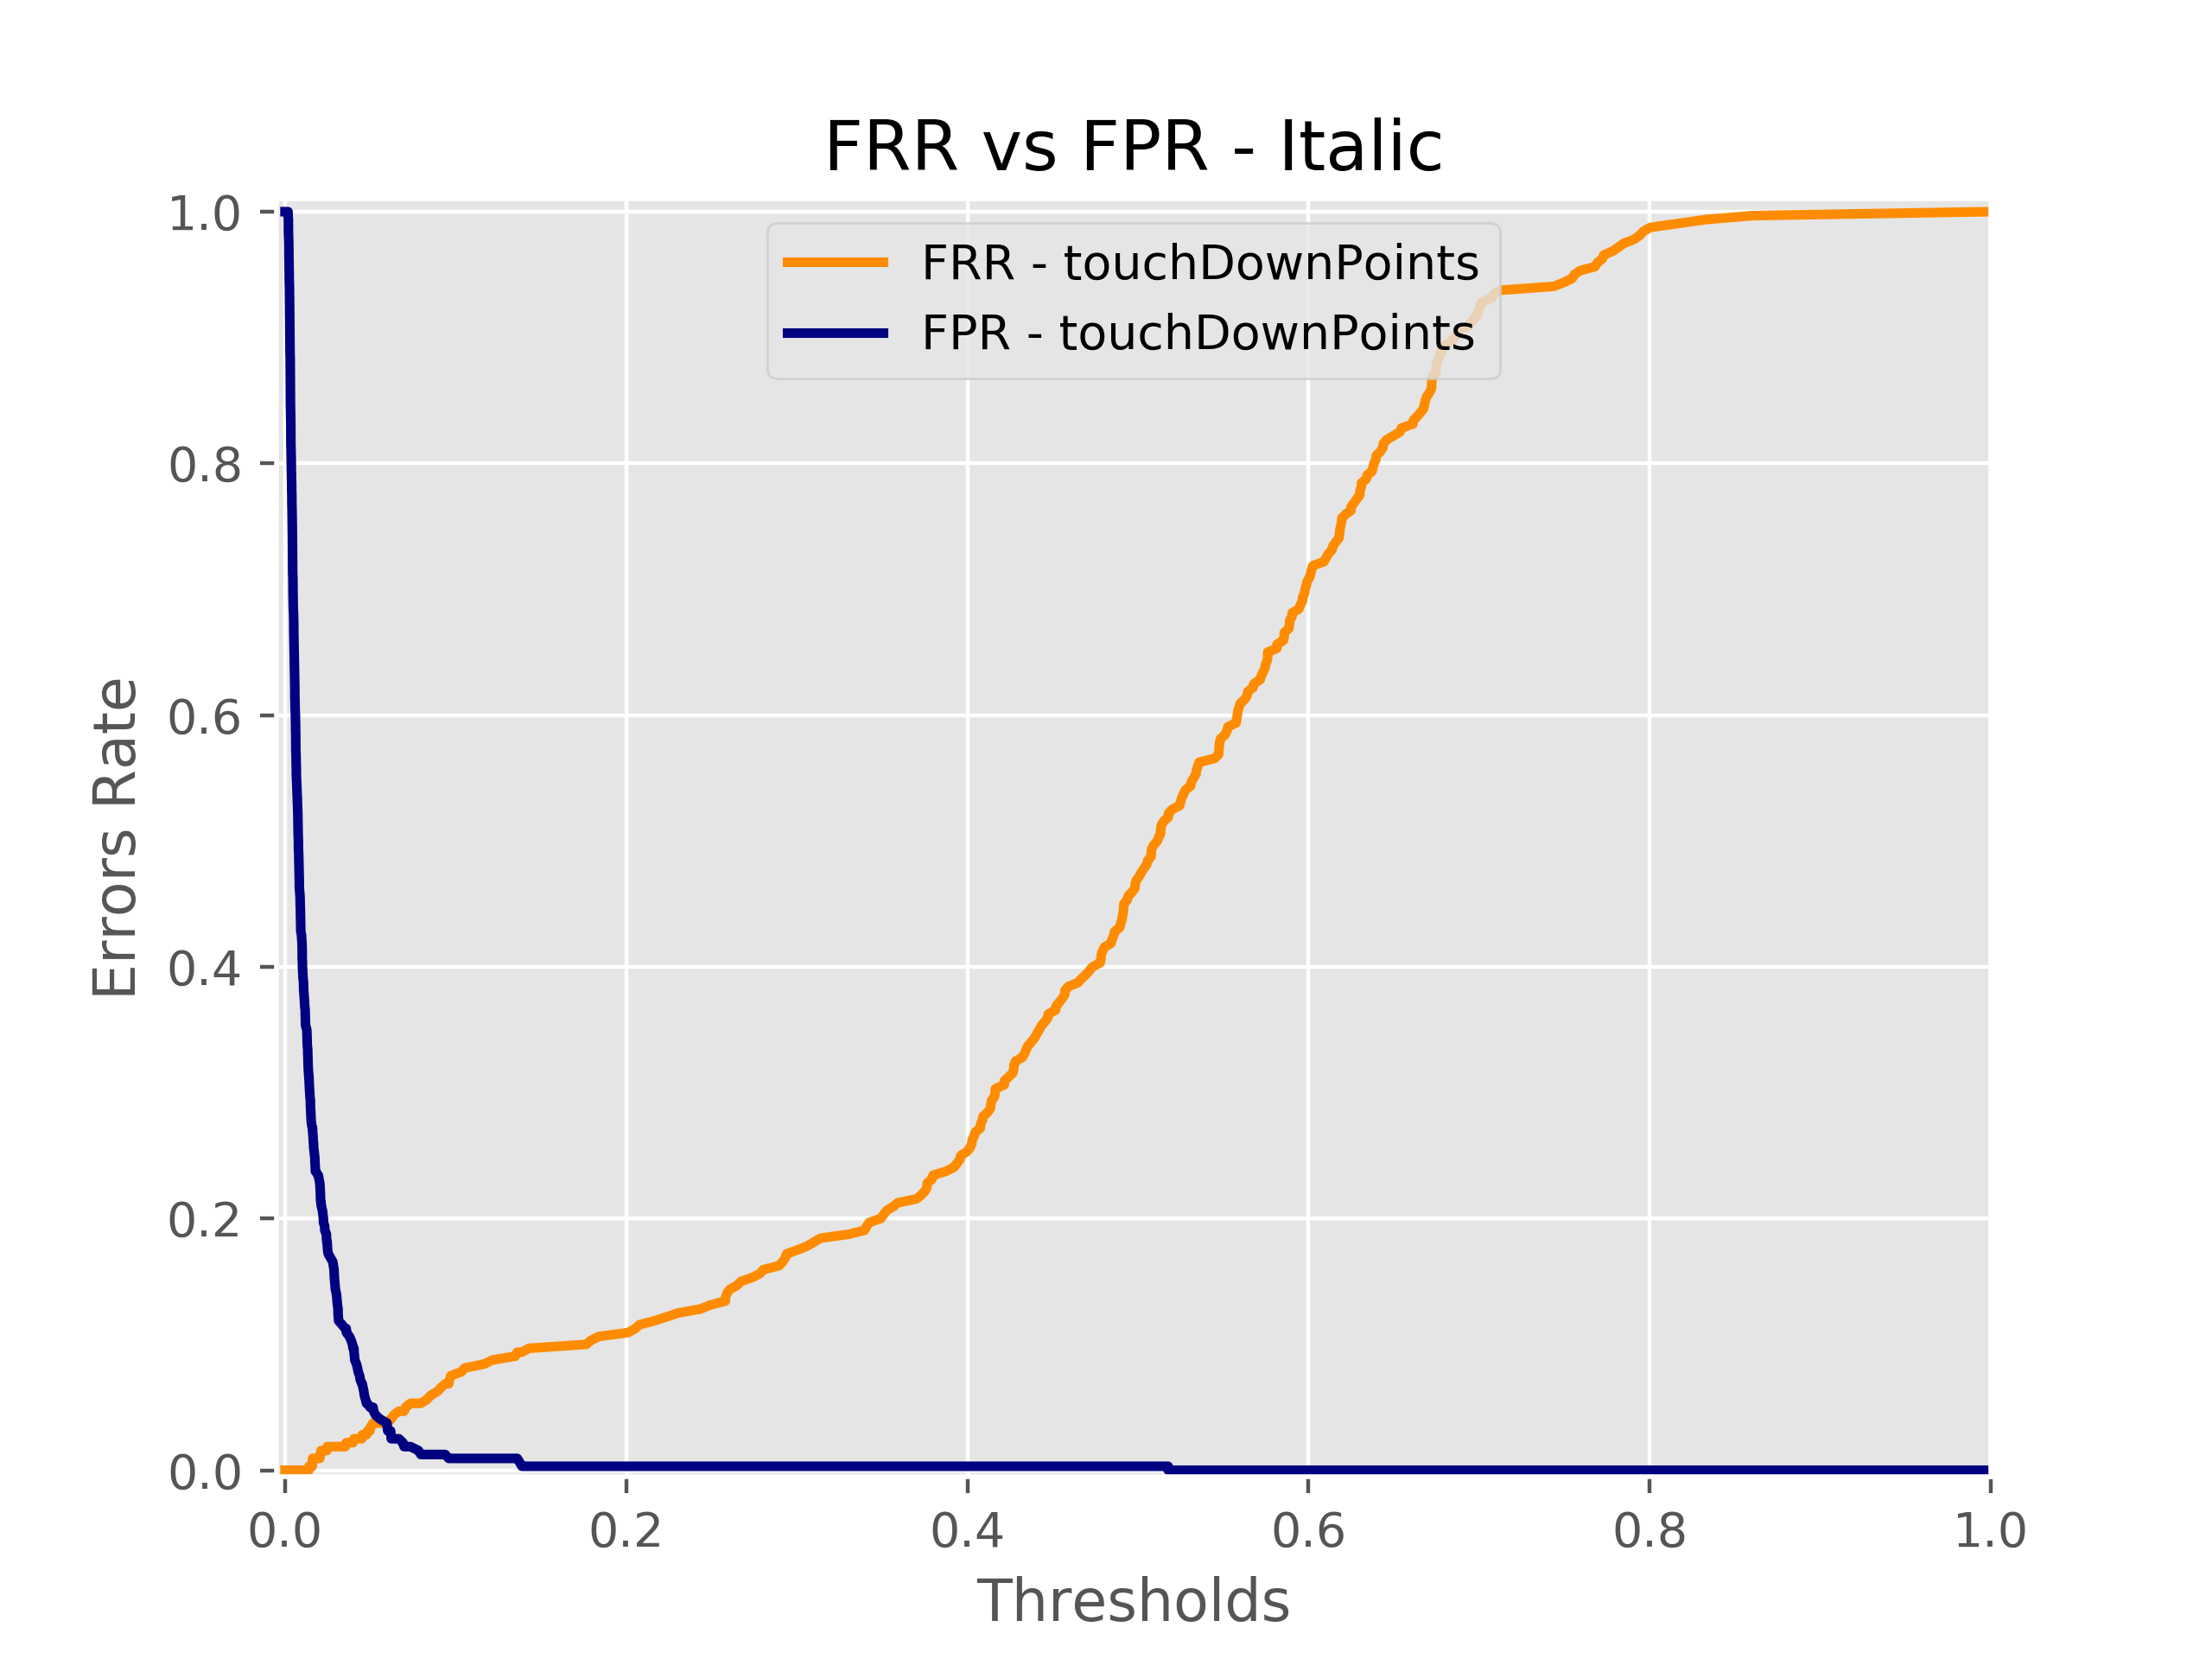 FRR vs FPR - Italic
FRR - touchDownPoints
FPR - touchDownPoints
Errors Rate
1.0
0.8
0.6
0.4
0.2
0.0
0.0 0.2 0.4 0.6 0.8 1.0
Thresholds